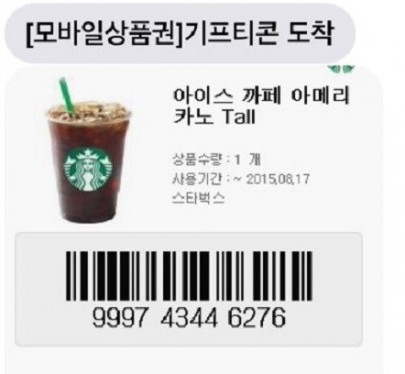 [모바일상품권]기프티콘 도착
아이스 까페 아메리
카노 Tall
상품수량 : 1 개
사용기간 : ~ 2015.08.17
스타벅스
9997 4344 6276